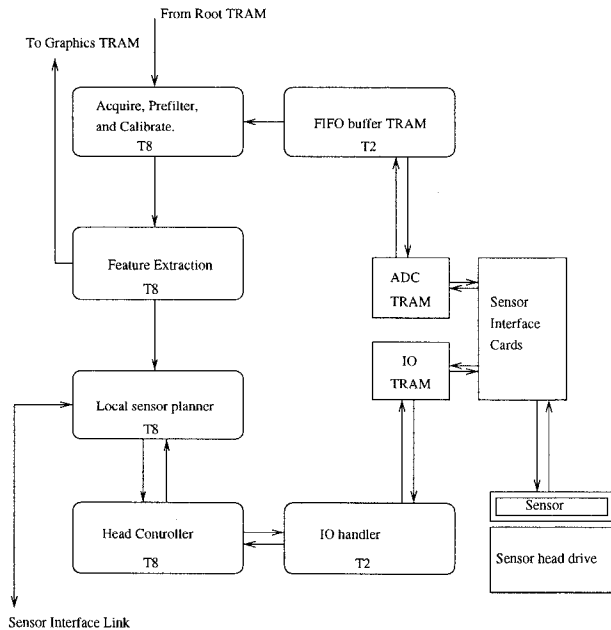 From Root TRAM
To Graphics TRAM
Acquire, Prefilter,
and Calibrate.
T8
FIFO buffer TRAM
T2
Feature Extraction
T8
ADC
TRAM
Sensor
Interface
Cards
IO
TRAM
Local sensor planner
T8
Head Controller
T8
IO handler
T2
Sensor
Sensor head drive
Sensor Interface Link